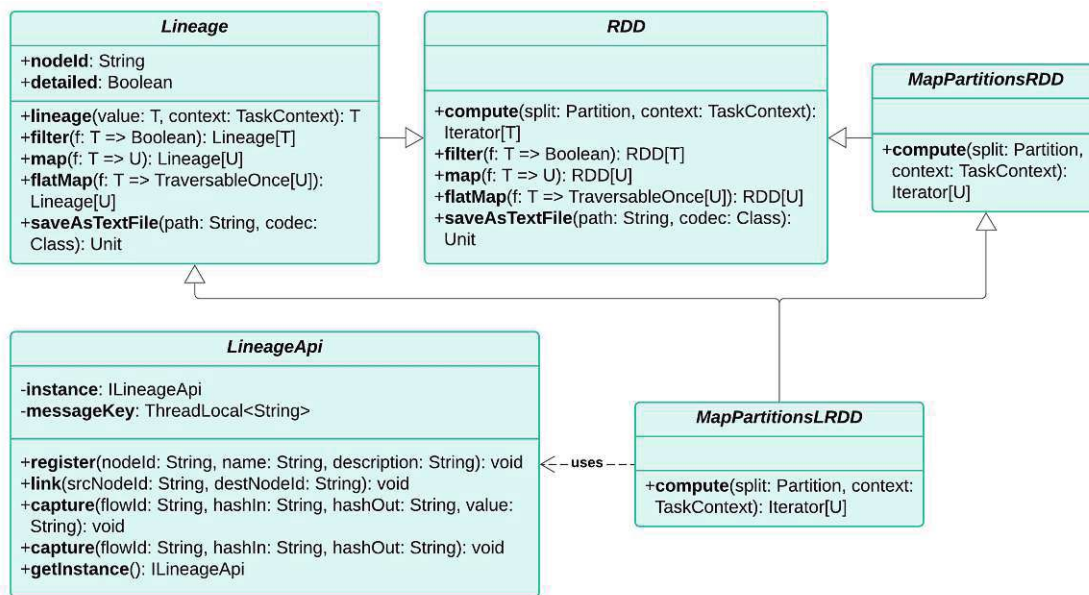 Lineage
+nodeId: String
+detailed: Boolean
+lineage(value: T, context: TaskContext): T
+filter(f: T => Boolean): Lineage[T]
+map(f: T => U): Lineage[U]
+flatMap(f: T => TraversableOnce[U]):
Lineage[U]
+saveAsTextFile(path: String, codec:
Class): Unit
RDD
+compute(split: Partition, context: TaskContext):
Iterator[T]
+filter(f: T => Boolean): RDD[T]
+map(f: T => U): RDD[U]
+flatMap(f: T => TraversableOnce[U]): RDD[U]
+saveAsTextFile(path: String, codec: Class):
Unit
MapPartitionsRDD
+compute(split: Partition,
context: TaskContext):
Iterator[U]
LineageApi
-instance: ILineageApi
-messageKey: ThreadLocal<String>
+register(nodeId: String, name: String, description: String): void
+link(srcNodeId: String, destNodeId: String): void
+capture(flowId: String, hashIn: String, hashOut: String, value:
String): void
+capture(flowId: String, hashIn: String, hashOut: String): void
+getInstance(): ILineageApi
uses
MapPartitionsLRDD
+compute(split: Partition, context:
TaskContext): Iterator[U]